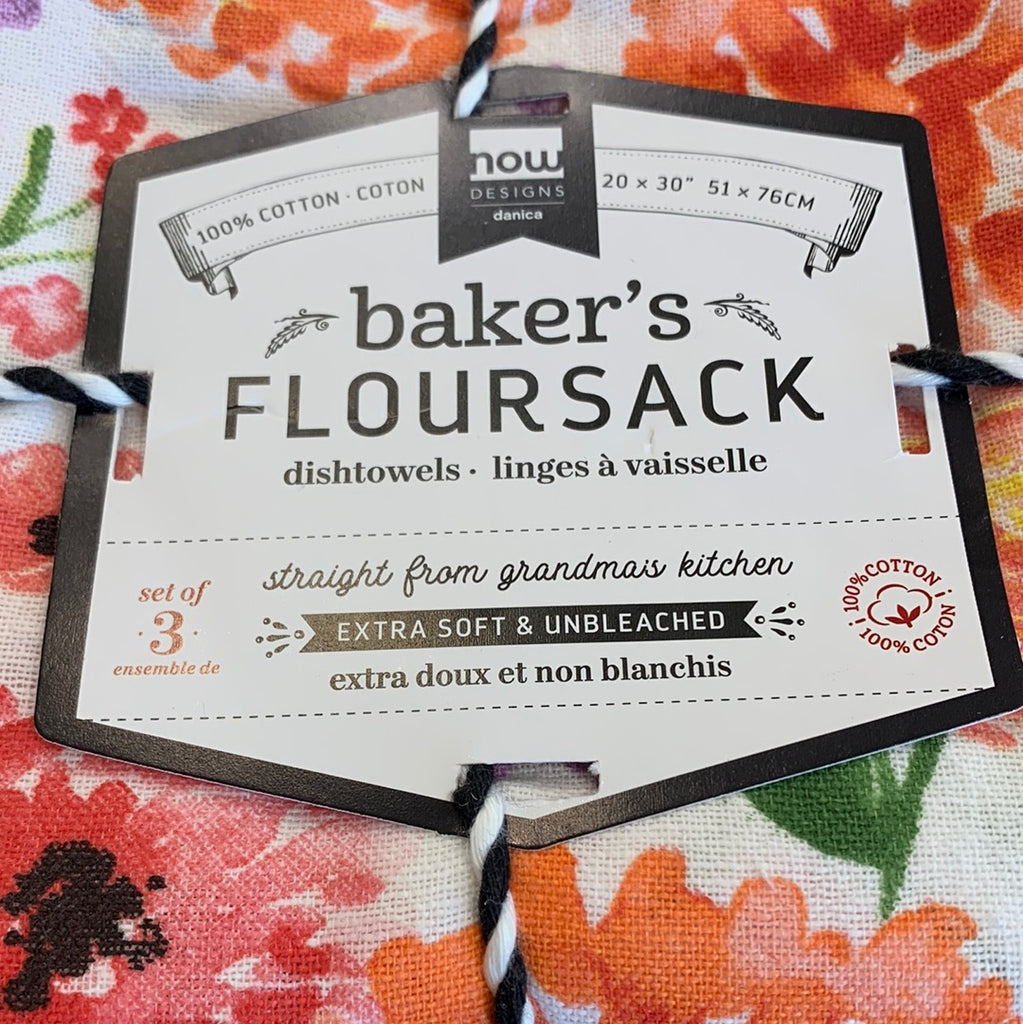 now
DESIGNS
danica
100% COTTON · COTON
20 × 30" 51 × 76CM
baker's
FLOURSACK
dishtowels · linges à vaisselle
straight from grandma's kitchen
set of
· 3 ·
ensemble de
EXTRA SOFT & UNBLEACHED
extra doux et non blanchis
100% COTTON
100% COTON